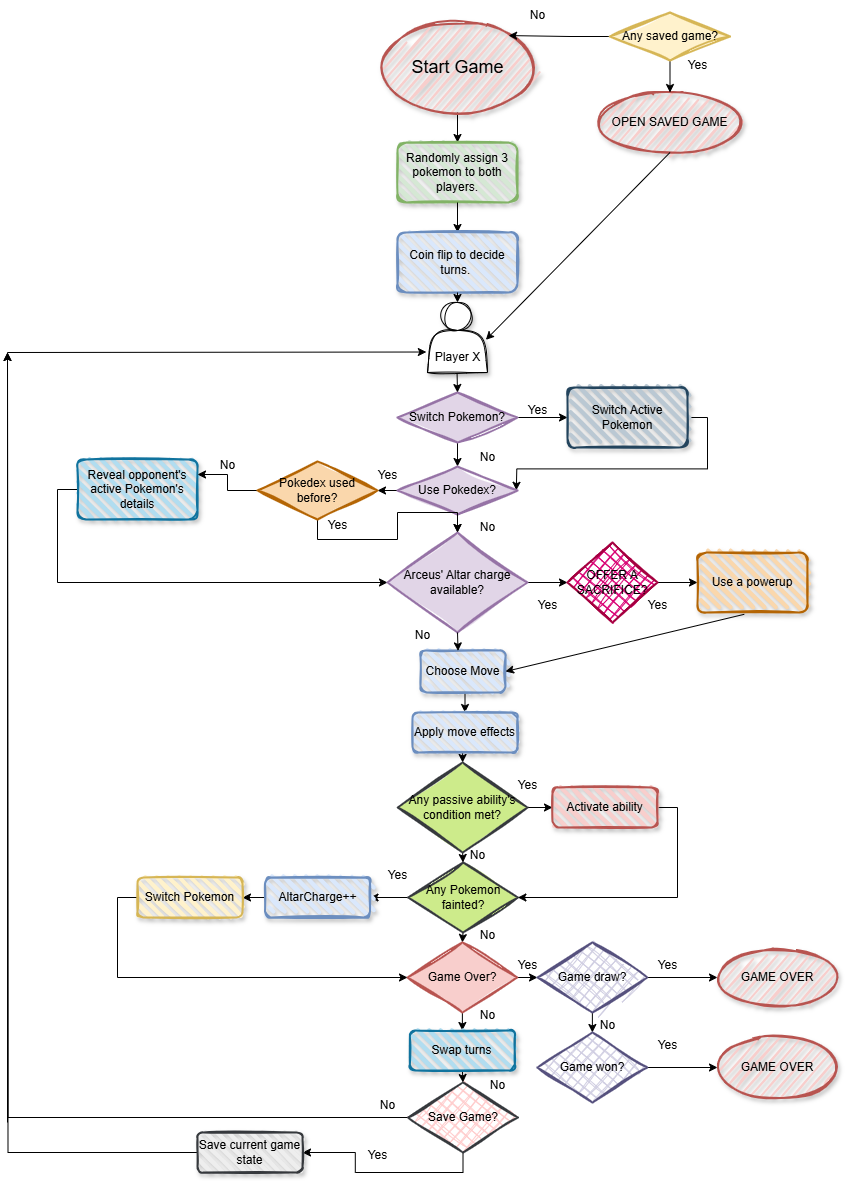 No
Any saved game?
Yes
Start Game
OPEN SAVED GAME
Randomly assign 3
pokemon to both
players.
Coin flip to decide
turns.
Player X
Switch Pokemon?
Yes
Switch Active
Pokemon
No
Reveal opponent's
active Pokemon's
details
No
Pokedex used
before?
Yes
Use Pokedex?
Yes
No
Arceus' Altar charge
available?
Yes
OFFER A
SACRIFICE?
Yes
Use a powerup
No
Choose Move
Apply move effects
Any passive ability's
condition met?
Yes
Activate ability
No
Switch Pokemon
AltarCharge++
Yes
Any Pokemon
fainted?
No
Game Over?
Yes
Game draw?
Yes
GAME OVER
No
No
Swap turns
Game won?
Yes
GAME OVER
No
No
Save Game?
Save current game
state
Yes